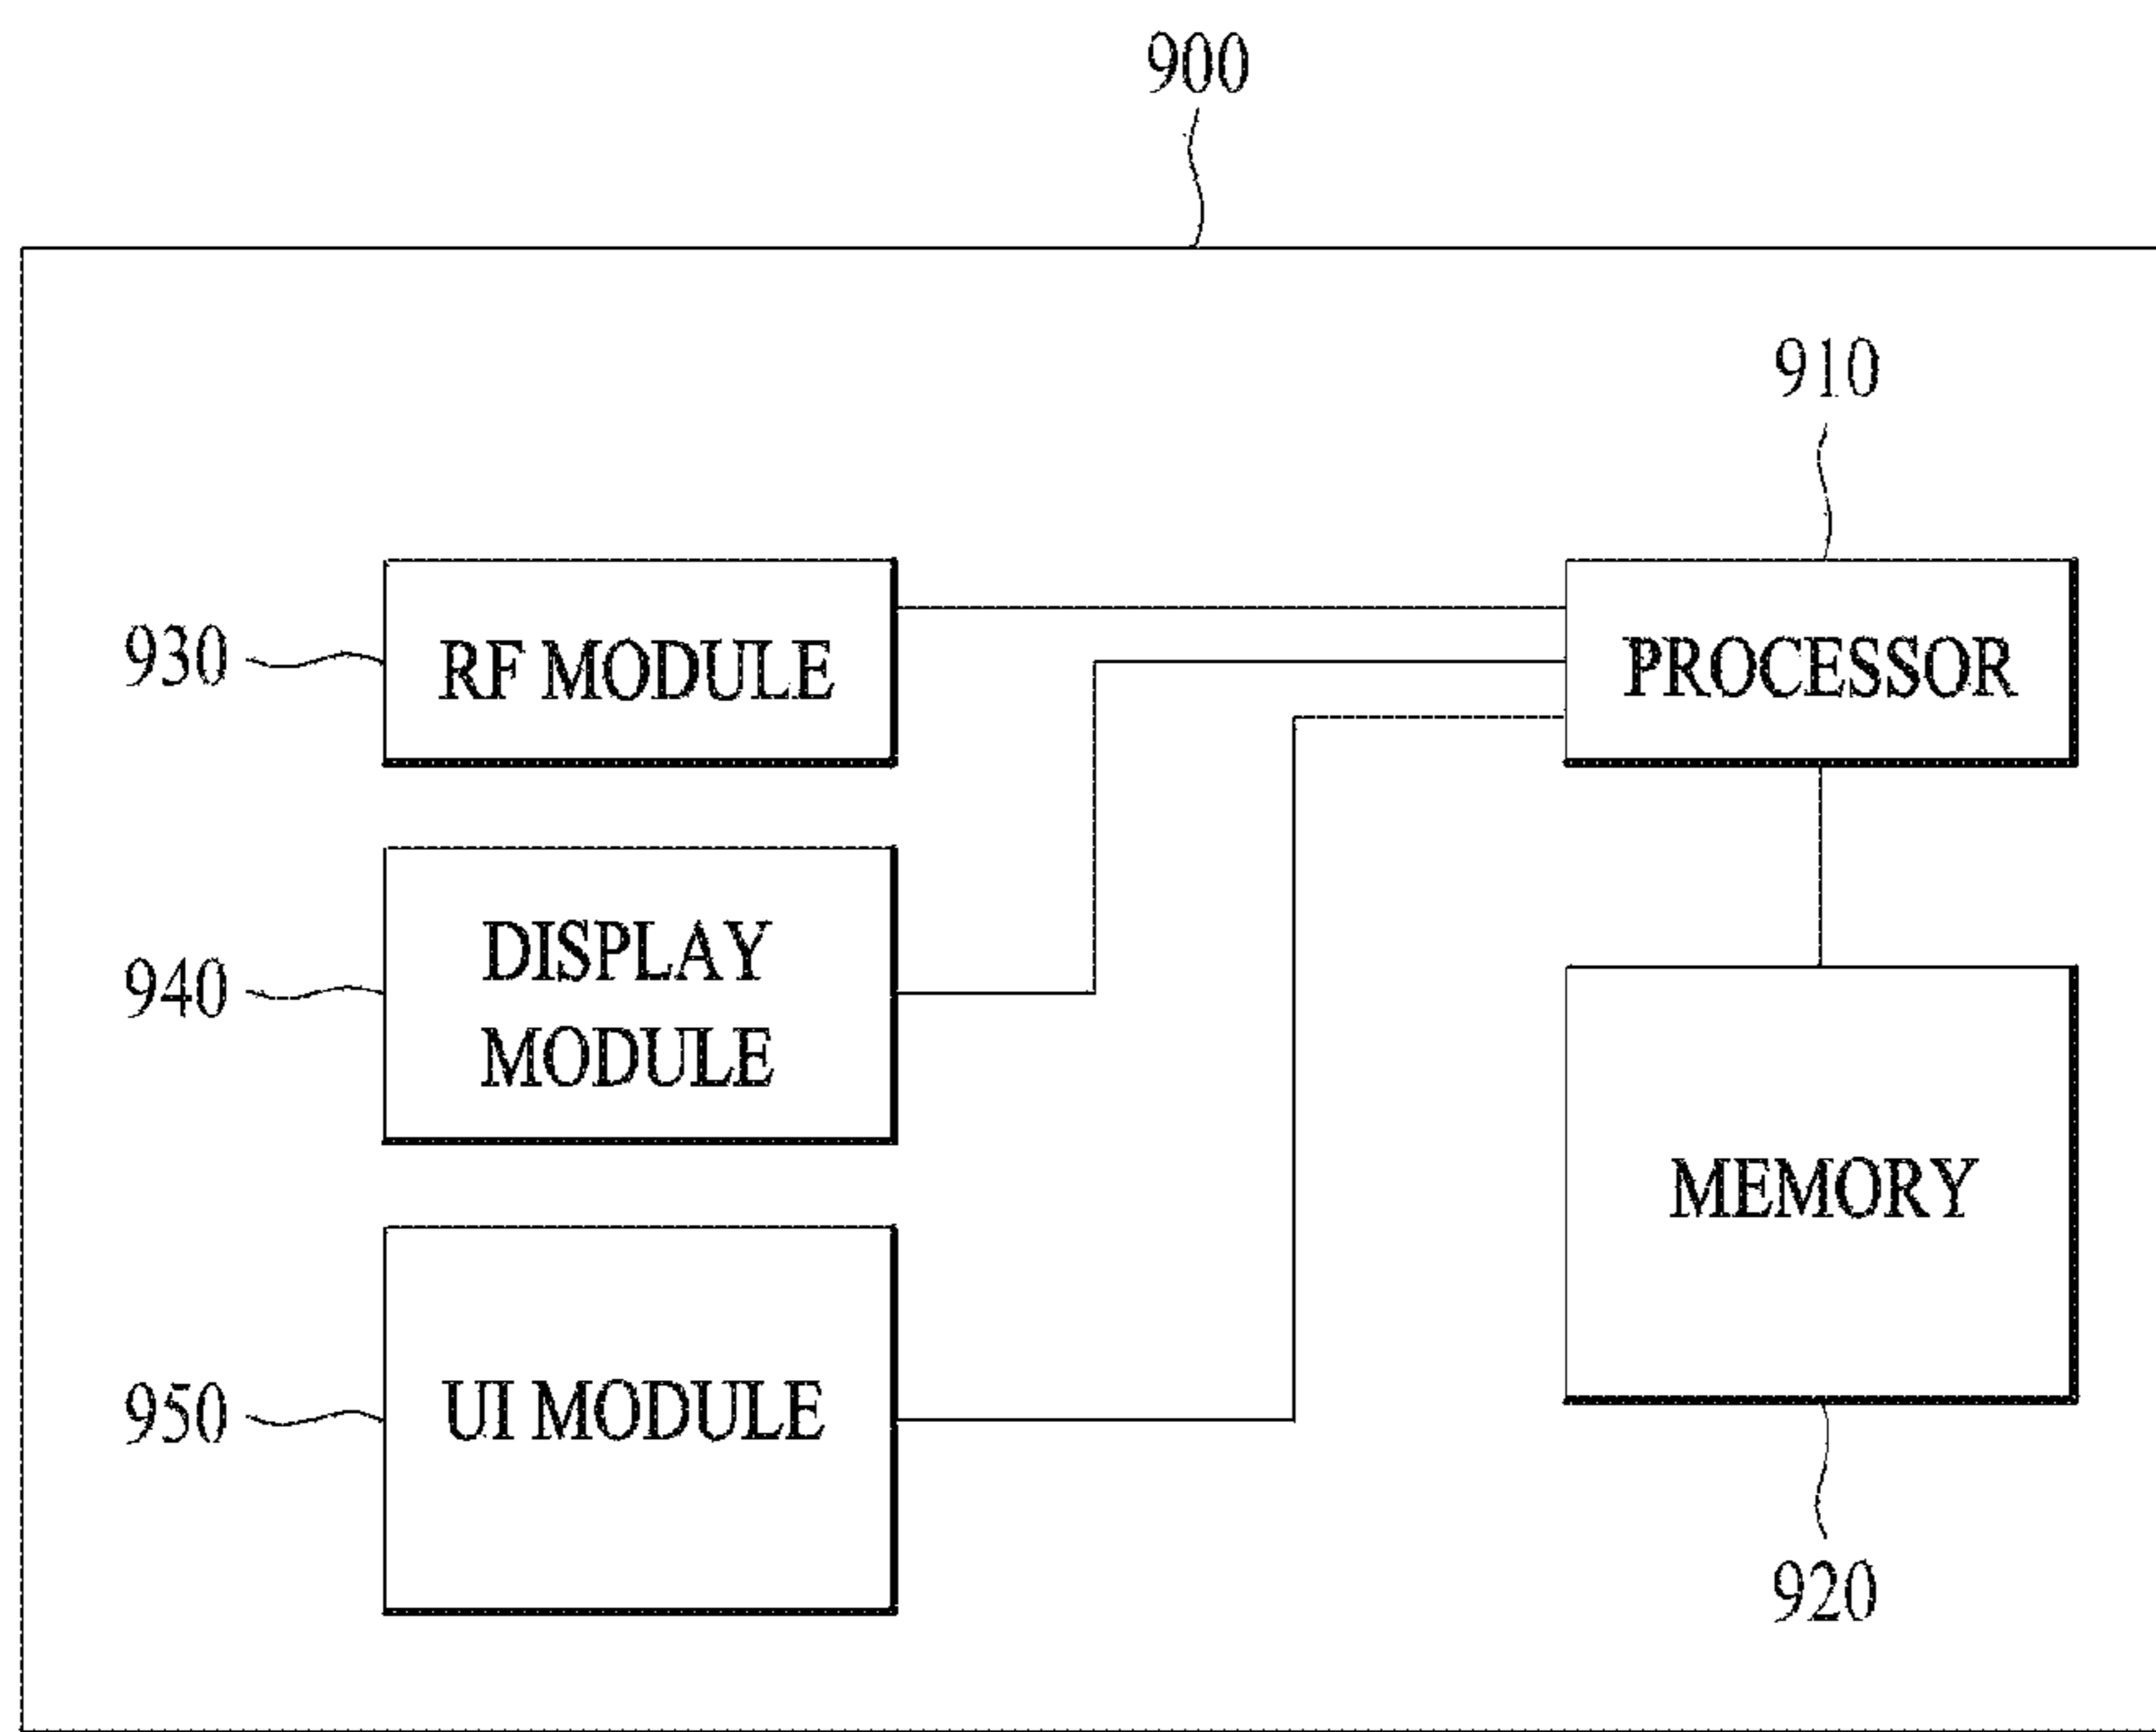 900
910
930
RF MODULE
PROCESSOR
940
DISPLAY
MODULE
MEMORY
950
UI MODULE
920